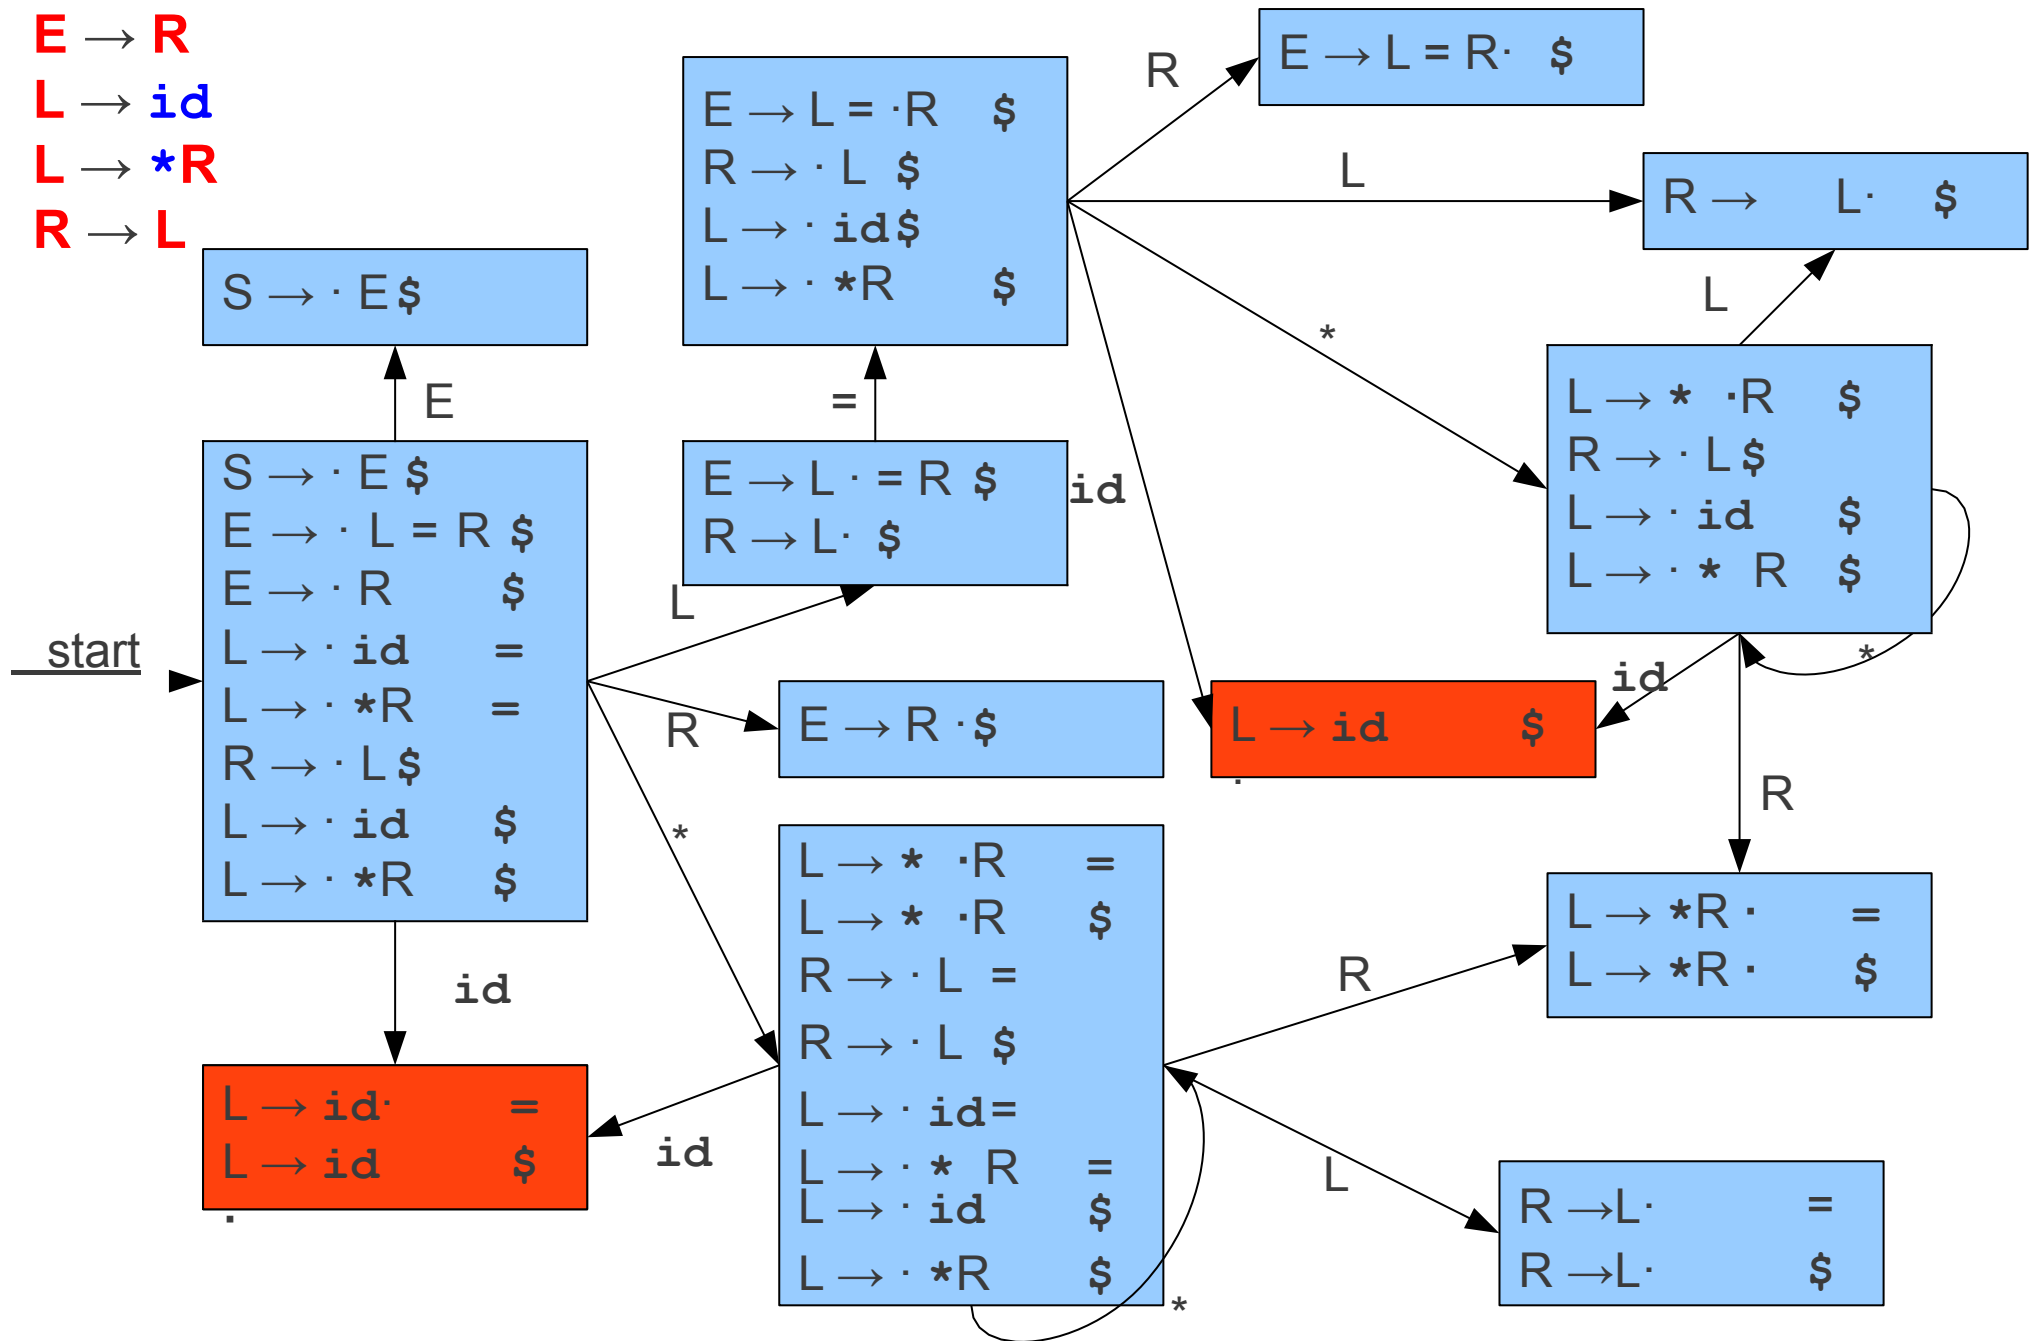 E → R
L → id
L → *R
R → L
S → · E $
E
start
S → · E $
E → · L = R $
E → · R $
L → · id =
L → · *R =
R → · L $
L → · id $
L → · *R $
id
L → id· =
L → id $
·
E → L = ·R $
R → · L $
L → · id $
L → · *R $
=
E → L · = R $
R → L· $
L
R
E → R ·$
*
id
L → * ·R =
L → * ·R $
R → · L =
R → · L $
L → · id =
L → · * R =
L → · id $
L → · *R $
*
R
E → L = R· $
L
R → L· $
*
id
L
L → * ·R $
R → · L $
L → · id $
L → · * R $
*
id
L → id $
·
R
L → *R · =
L → *R · $
R
L
R →L· =
R →L· $